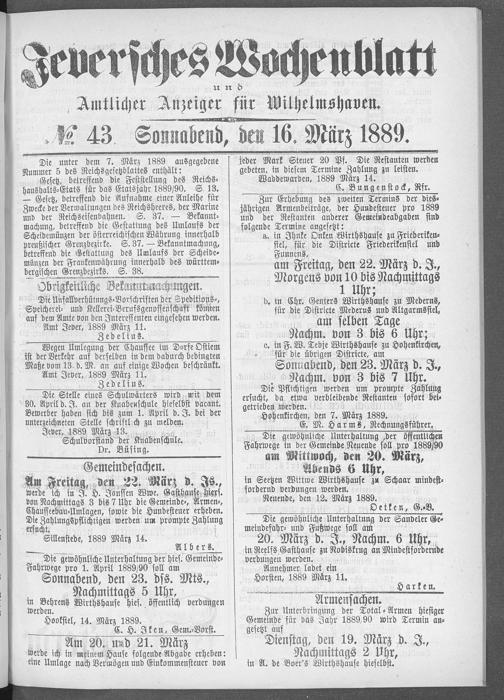 Jeversches Wochenblatt
und
Amtlicher Anzeiger für Wilhelmshaven.
№ 43. Sonnabend, den 16. März 1889.
Die unter dem 7. März 1889 ausgegebene
Nummer 5 des Reichsgesetzblattes enthält:
Gesetz, betreffend die Feststellung des Reichs-
haushalts-Etats für das Etatsjahr 1889/90. S. 13.
— Gesetz, betreffend die Aufnahme einer Anleihe für
Zwecke der Verwaltungen des Reichsheeres, der Marine
und der Reichseisenbahnen. S. 37. — Bekannt-
machung, betreffend die Gestattung des Umlaufs der
Scheidemünzen der österreichischen Währung innerhalb
preußischer Grenzbezirke. S. 37. — Bekanntmachung,
betreffend die Gestattung des Umlaufs der Scheide-
münzen der Frankenwährung innerhalb des württem-
bergischen Grenzbezirks. S. 38.
Obrigkeitliche Bekanntmachungen.
Die Unfallverhütungs-Vorschriften der Speditions-,
Speicherei- und Kellerei-Berufsgenossenschaft können
auf dem Amte von den Interessenten eingesehen werden.
Amt Jever, 1889 März 11.
Zedelius.
Wegen Umlegung der Chaussee im Dorfe Ostiem
ist der Verkehr auf derselben in dem dadurch bedingten
Maße vom 13. d. M. an auf einige Wochen beschränkt.
Amt Jever, 1889 März 11.
Zedelius.
Die Stelle eines Schulwärters wird mit dem
30. April d. J. an der Knabenschule hieselbst vacant.
Bewerber haben sich bis zum 1. April d. J. bei der
unterzeichneten Stelle schriftlich zu melden.
Jever, 1889 März 13.
Schulvorstand der Knabenschule.
Dr. Büsing.
Gemeindesachen.
Am Freitag, den 22. März d. Js.,
werde ich in J. H. Janssen Wwe. Gasthause hies.
von Nachmittags 3 bis 7 Uhr die Gemeinde-, Armen-,
Chausseebau-Umlagen, sowie die Hundesteuer erheben.
Die Zahlungspflichtigen werden um prompte Zahlung
ersucht.
Sillenstede, 1889 März 14.
Albers.
Die gewöhnliche Unterhaltung der hies. Gemeinde-
Fahrwege pro 1. April 1889/90 soll am
Sonnabend, den 23. dss. Mts.,
Nachmittags 5 Uhr,
in Behrens Wirthshause hies. öffentlich verdungen
werden.
Hooksiel, 14. März 1889.
C. H. Iken, Gem.-Vorst.
Am 20. und 21. März
werde ich in meinem Hause folgende Abgabe erheben:
eine Umlage nach Vermögen und Einkommensteuer von
jeder Mark Steuer 20 Pf. Die Restanten werden
gebeten, in diesem Termine Zahlung zu leisten.
Waddewarden, 1889 März 14.
C. Bungenstock, Rfr.
Zur Erhebung des zweiten Termins der dies-
jährigen Armenbeiträge, der Hundesteuer pro 1889
und der Restanten anderer Gemeindeabgaben sind
folgende Termine angesetzt:
a. in Ihnke Onken Wirthshause zu Friederiken-
siel, für die Districte Friederikensiel und
Funnens,
am Freitag, den 22. März d. J.,
Morgens von 10 bis Nachmittags
1 Uhr;
b. in Chr. Gerjets Wirthshause zu Mederns,
für die Districte Mederns und Altgarmssiel,
am selben Tage
Nachm. von 3 bis 6 Uhr;
c. in F. W. Tebje Wirthshause zu Hohenkirchen,
für die übrigen Districte, am
Sonnabend, den 23. März d. J.,
Nachm. von 3 bis 7 Uhr.
Die Pflichtigen werden um prompte Zahlung
ersucht, da etwa verbleibende Restanten sofort bei-
getrieben werden.
Hohenkirchen, den 7. März 1889.
E. M. Harms, Rechnungsführer.
Die gewöhnliche Unterhaltung der öffentlichen
Fahrwege in der Gemeinde Neuende soll pro 1889/90
am Mittwoch, den 20. März,
Abends 6 Uhr,
in Seetzen Wittwe Wirthshause zu Schaar mindest-
fordernd verdungen werden.
Neuende, den 12. März 1889.
Oetken, G.-V.
Die gewöhnliche Unterhaltung der Sandeler Ge-
meindefuhr und Fußwege soll am
20. März d. J., Nachm. 6 Uhr,
in Reelfs Gasthause zu Nobiskrug an Mindestfordernde
verdungen werden.
Annehmer ladet ein
Horsten, 1889 März 11.
Harken.
Armensachen.
Zur Unterbringung der Total-Armen hiesiger
Gemeinde für das Jahr 1889.90 wird Termin an-
gesetzt auf
Dienstag, den 19. März d. J.,
Nachmittags 2 Uhr,
in A. de Boer's Wirthshause hieselbst.